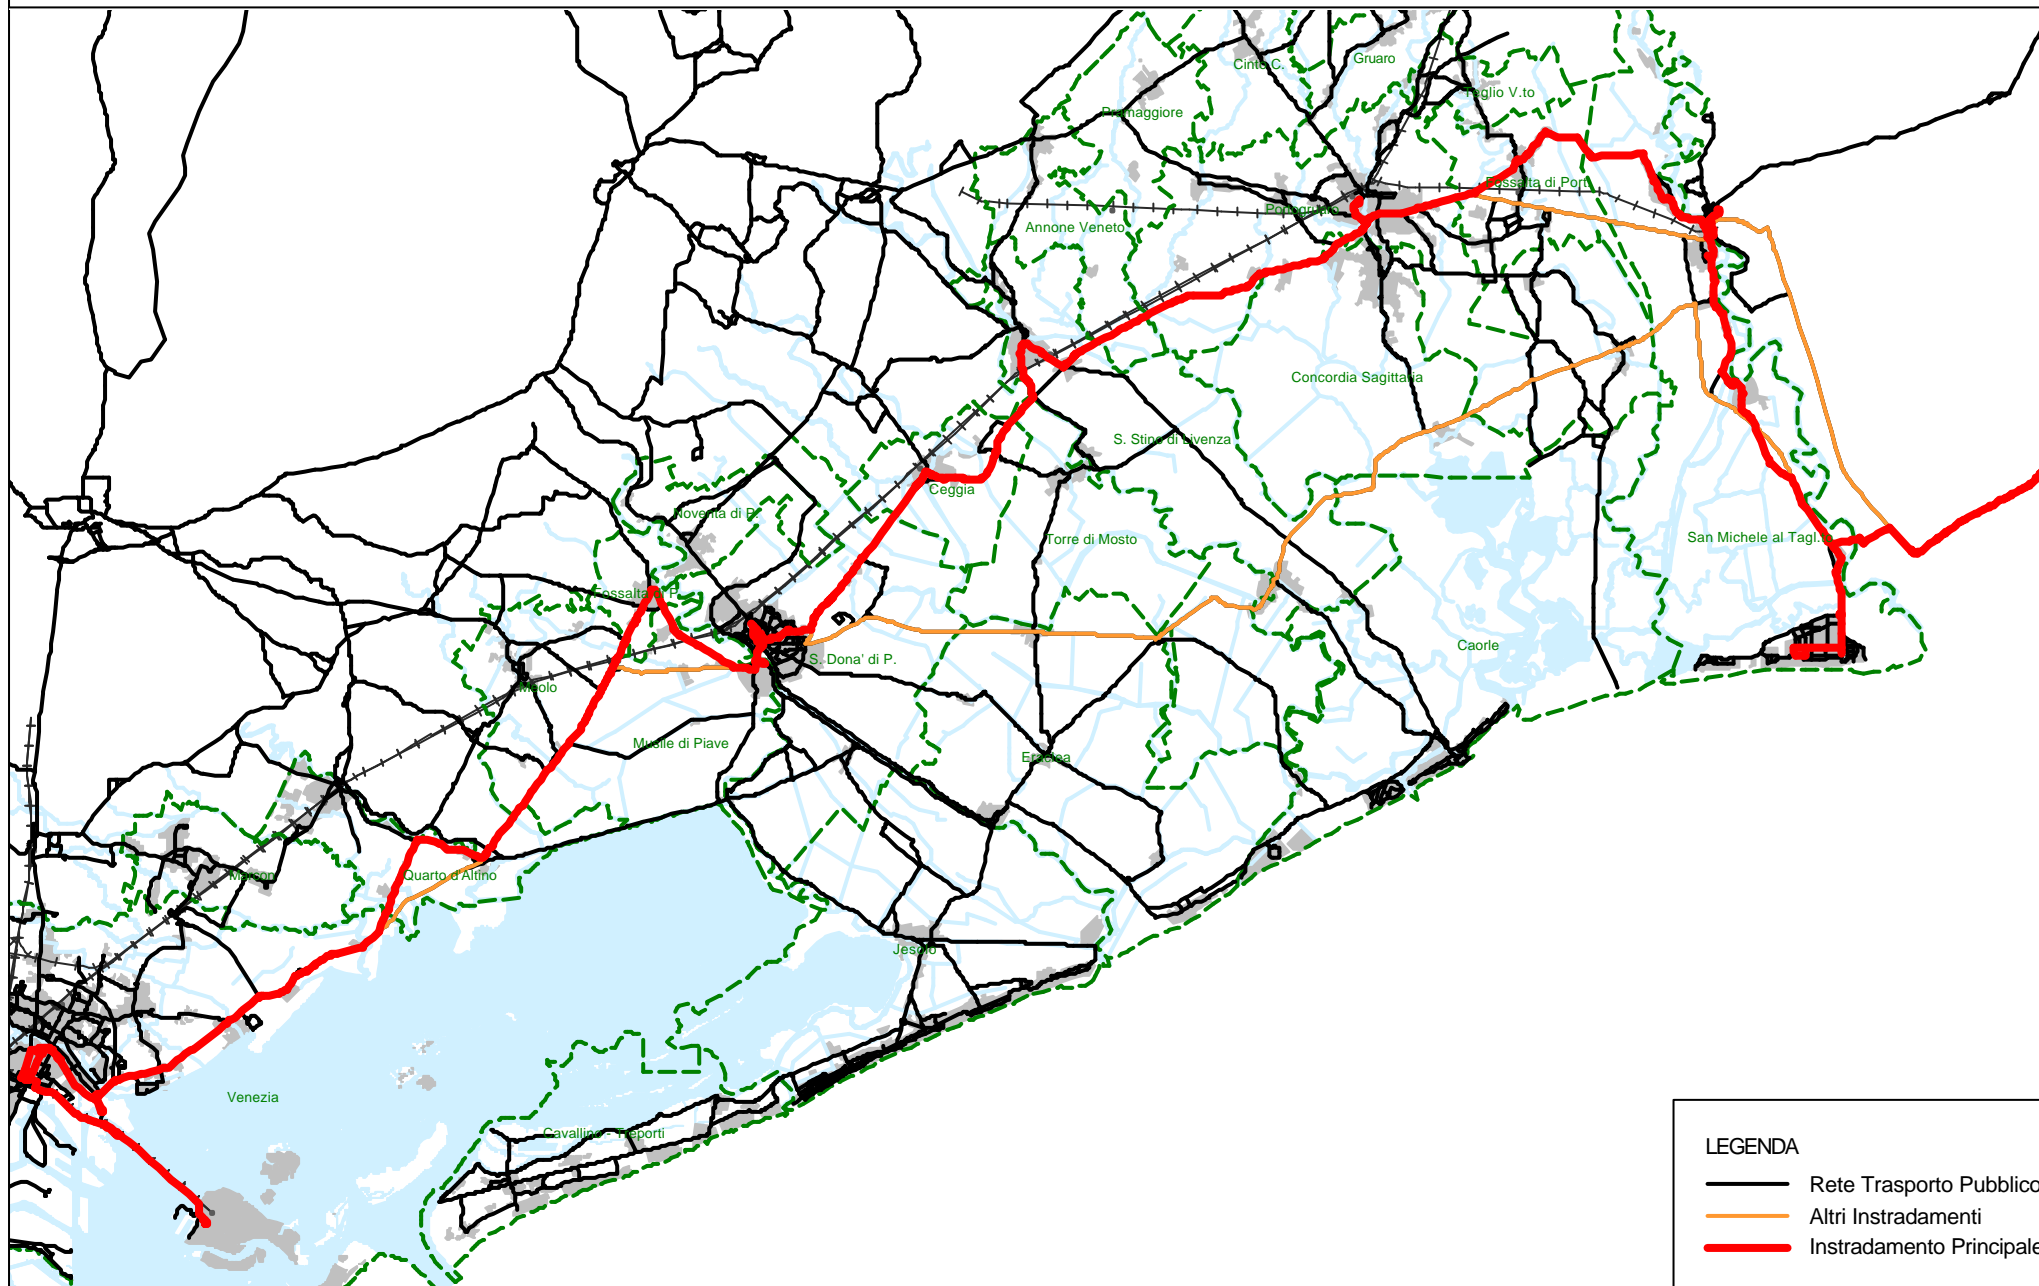 Cinto C.
Gruaro
Teglio V.to
Pramaggiore
Fossalta di Port.
Portogruaro
Annone Veneto
Concordia Sagittaria
S. Stino di Livenza
Ceggia
Noventa di P.
Torre di Mosto
San Michele al Tagl.to
Fossalta di P.
S. Dona' di P.
Caorle
Meolo
Musile di Piave
Eraclea
Marcon
Quarto d'Altino
Jesolo
Venezia
Cavallino - Treporti
LEGENDA
Rete Trasporto Pubblico
Altri Instradamenti
Instradamento Principale